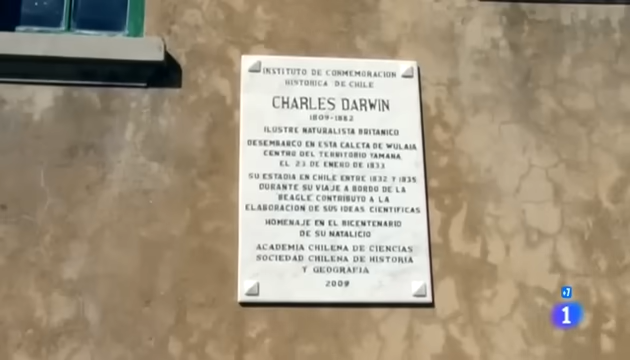 INSTITUTO DE CONMEMORACION
HISTORICA DE CHILE
CHARLES DARWIN
1809-1882
ILUSTRE NATURALISTA BRITANICO
DESEMBARCO EN ESTA CALETA DE WULAIA
CENTRO DEL TERRITORIO YAMANA
EL 23 DE ENERO DE 1833
SU ESTADIA EN CHILE ENTRE 1832 Y 1835
DURANTE SU VIAJE A BORDO DE LA
BEAGLE CONTRIBUTO A LA
ELABORACION DE SUS IDEAS CIENTIFICAS
HOMENAJE EN EL BICENTENARIO
DE SU NATALICIO
ACADEMIA CHILENA DE CIENCIAS
SOCIEDAD CHILENA DE HISTORIA
Y GEOGRAFIA
2009
+7
1